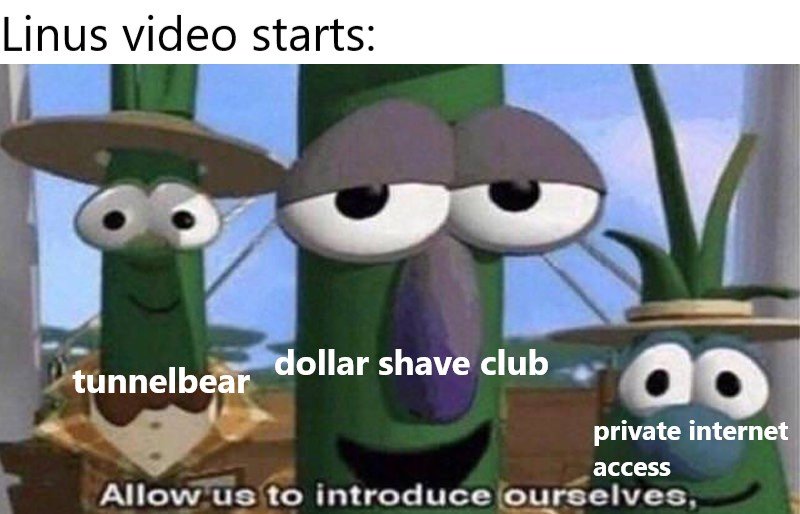 Linus video starts:
dollar shave club
tunnelbear
private internet
access
Allow us to introduce ourselves,